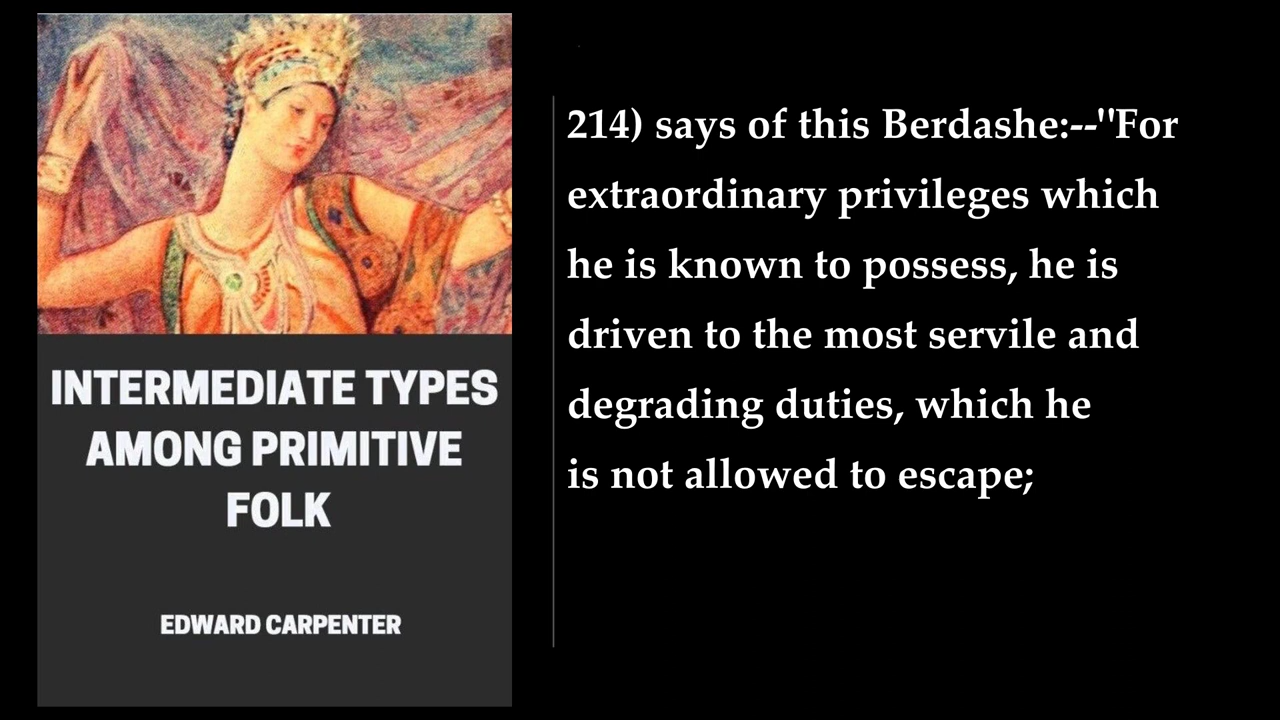 INTERMEDIATE TYPES
AMONG PRIMITIVE
FOLK
EDWARD CARPENTER
214) says of this Berdashe:--"For
extraordinary privileges which
he is known to possess, he is
driven to the most servile and
degrading duties, which he
is not allowed to escape;